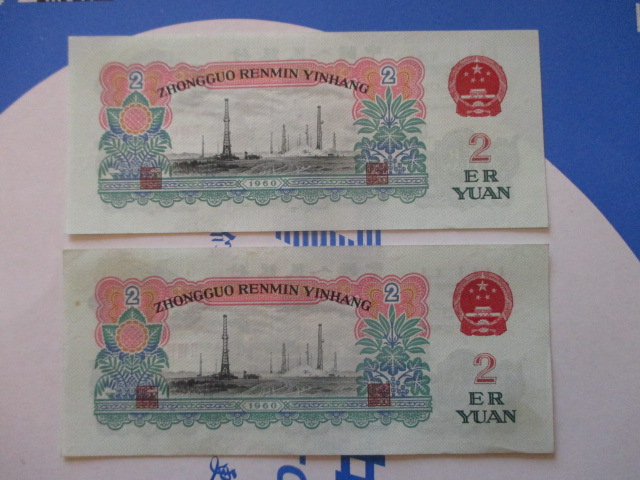 2 ZHONGGUO RENMIN YINHANG 2
2
ER
YUAN
1960
2 ZHONGGUO RENMIN YINHANG 2
2
ER
YUAN
1960